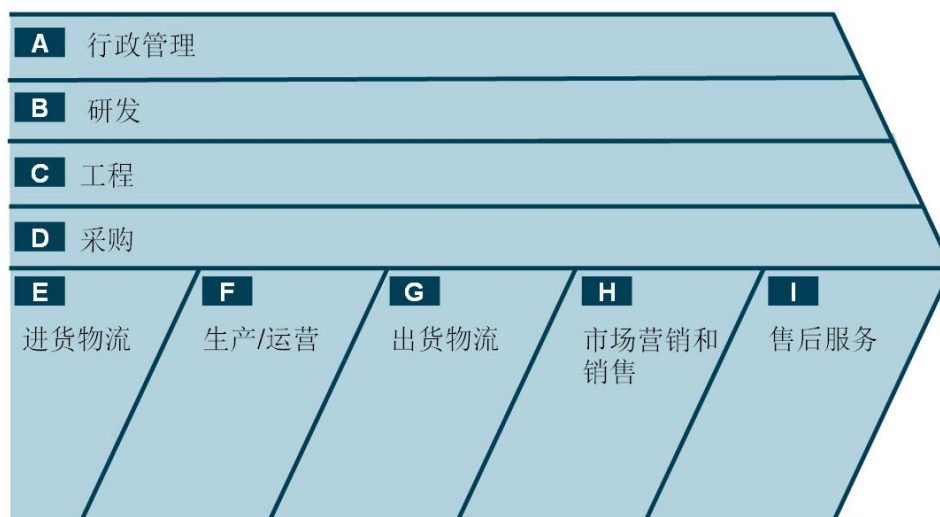 A 行政管理
B 研发
C 工程
D 采购
E
进货物流
F
生产/运营
G
出货物流
H
市场营销和
销售
I
售后服务